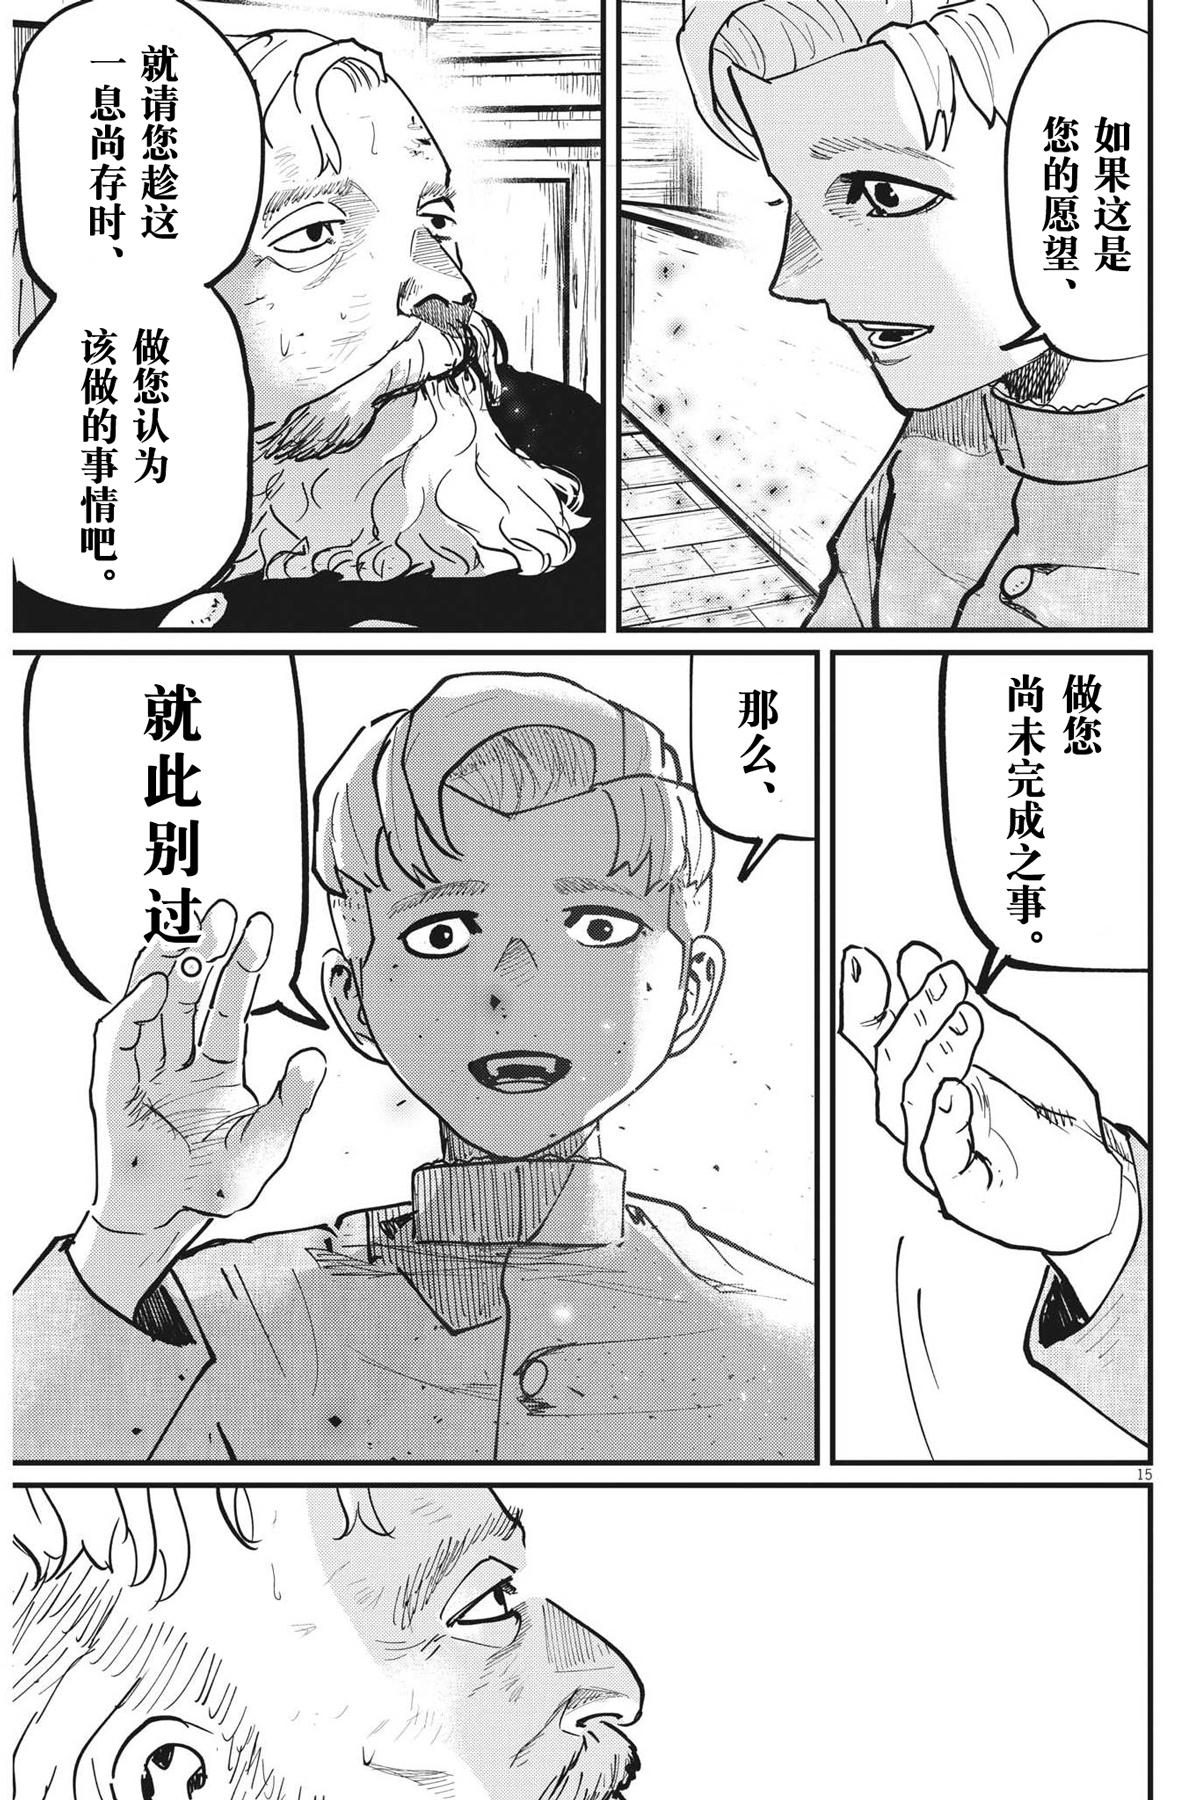 如果这是
您的愿望、
就请您趁这
一息尚存时、
做您认为
该做的事情吧。
做您
尚未完成之事。
那么、
就此别过。
15